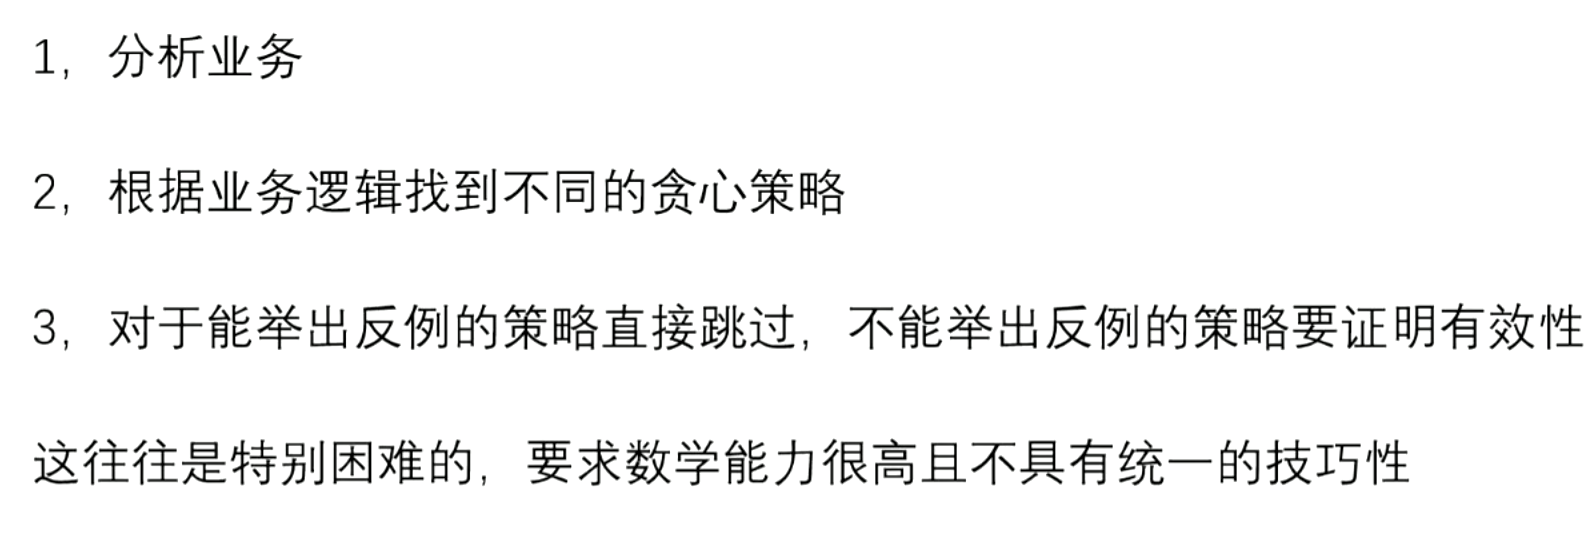 1，分析业务
2，根据业务逻辑找到不同的贪心策略
3，对于能举出反例的策略直接跳过，不能举出反例的策略要证明有效性
这往往是特别困难的，要求数学能力很高且不具有统一的技巧性